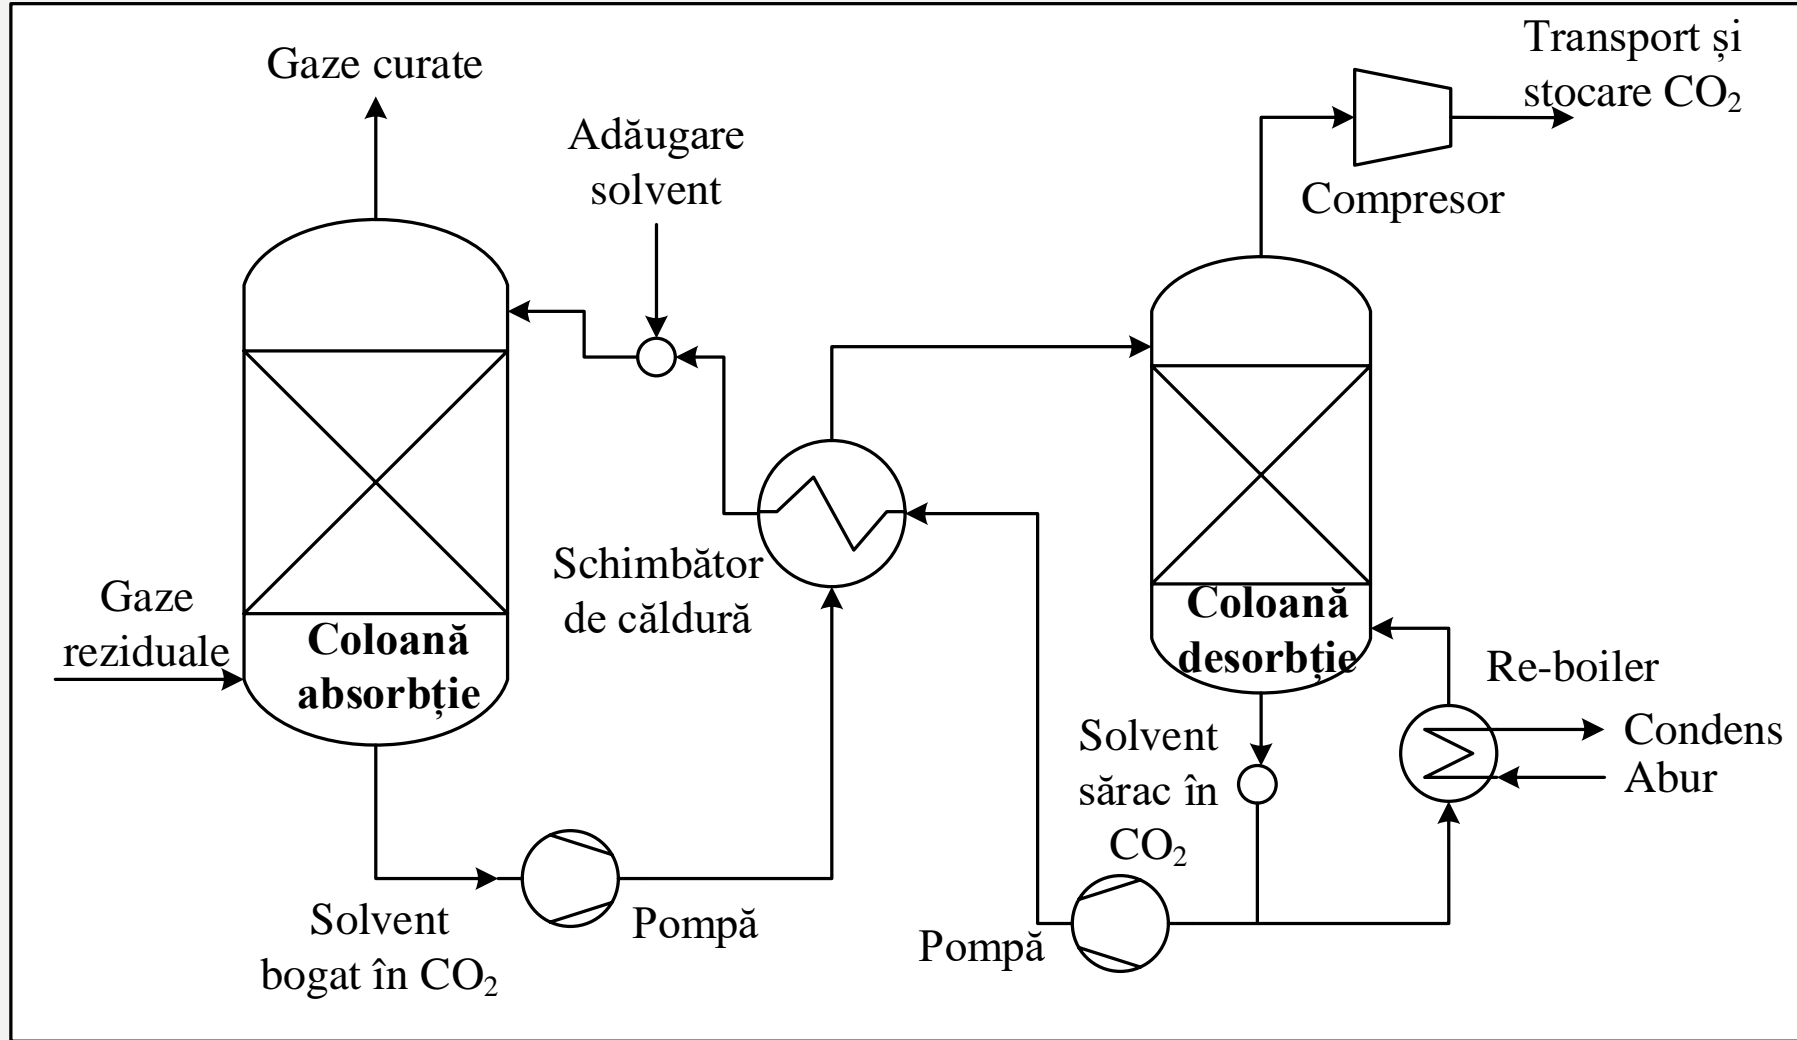 Gaze curate
Adăugare
solvent
Transport și
stocare CO₂
Compresor
Schimbător
de căldură
Gaze
reziduale
Coloană
absorbție
Coloană
desorbție
Re-boiler
Condens
Abur
Solvent
sărac în
CO₂
Solvent
bogat în CO₂
Pompă
Pompă